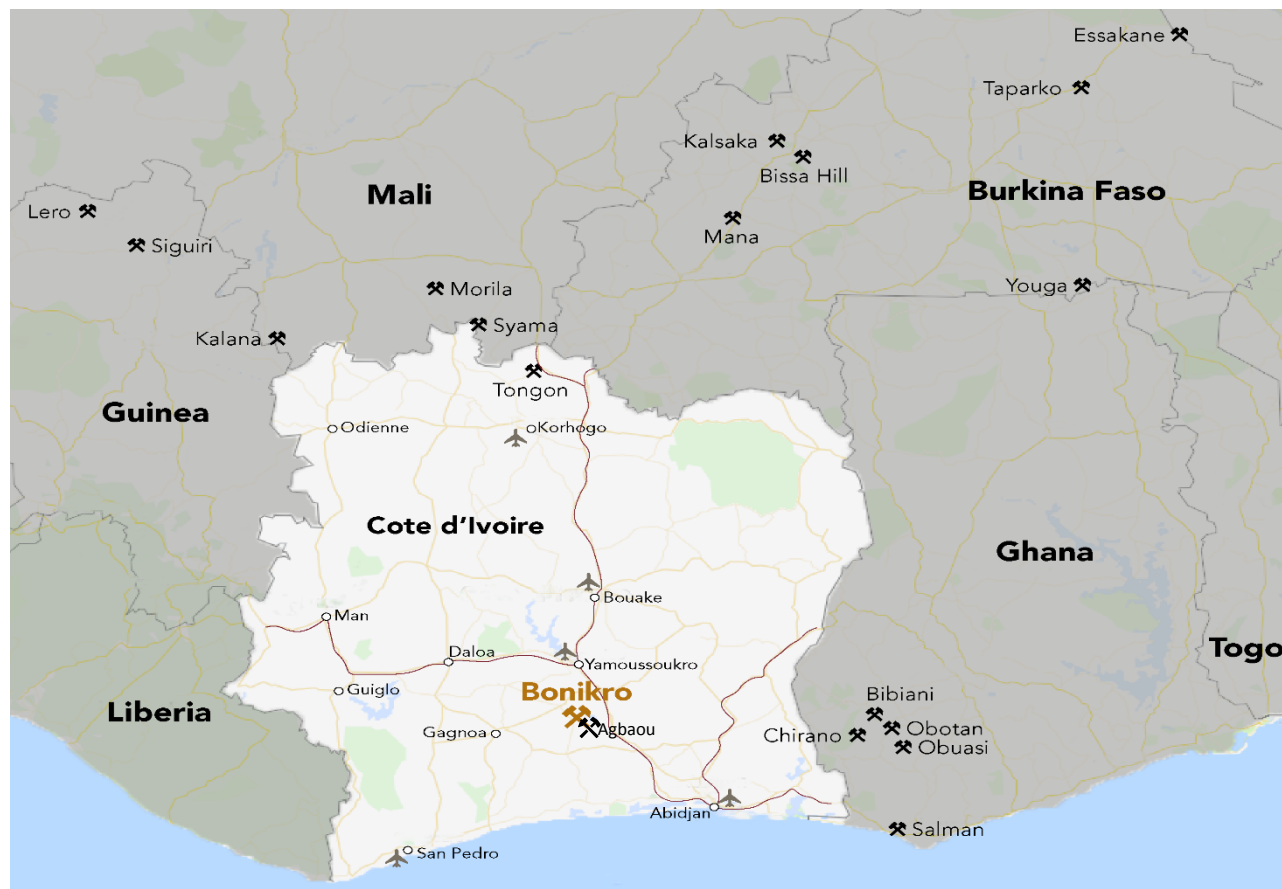 Essakane
Taparko
Kalsaka
Bissa Hill
Mali
Burkina Faso
Lero
Mana
Siguiri
Morila
Youga
Kalana
Syama
Tongon
Guinea
Odienne
Korhogo
Cote d’Ivoire
Ghana
Bouake
Man
Togo
Daloa
Yamoussoukro
Guiglo
Bonikro
Bibiani
Liberia
Gagnoa
Agbaou
Obotan
Chirano
Obuasi
Abidjan
Salman
San Pedro